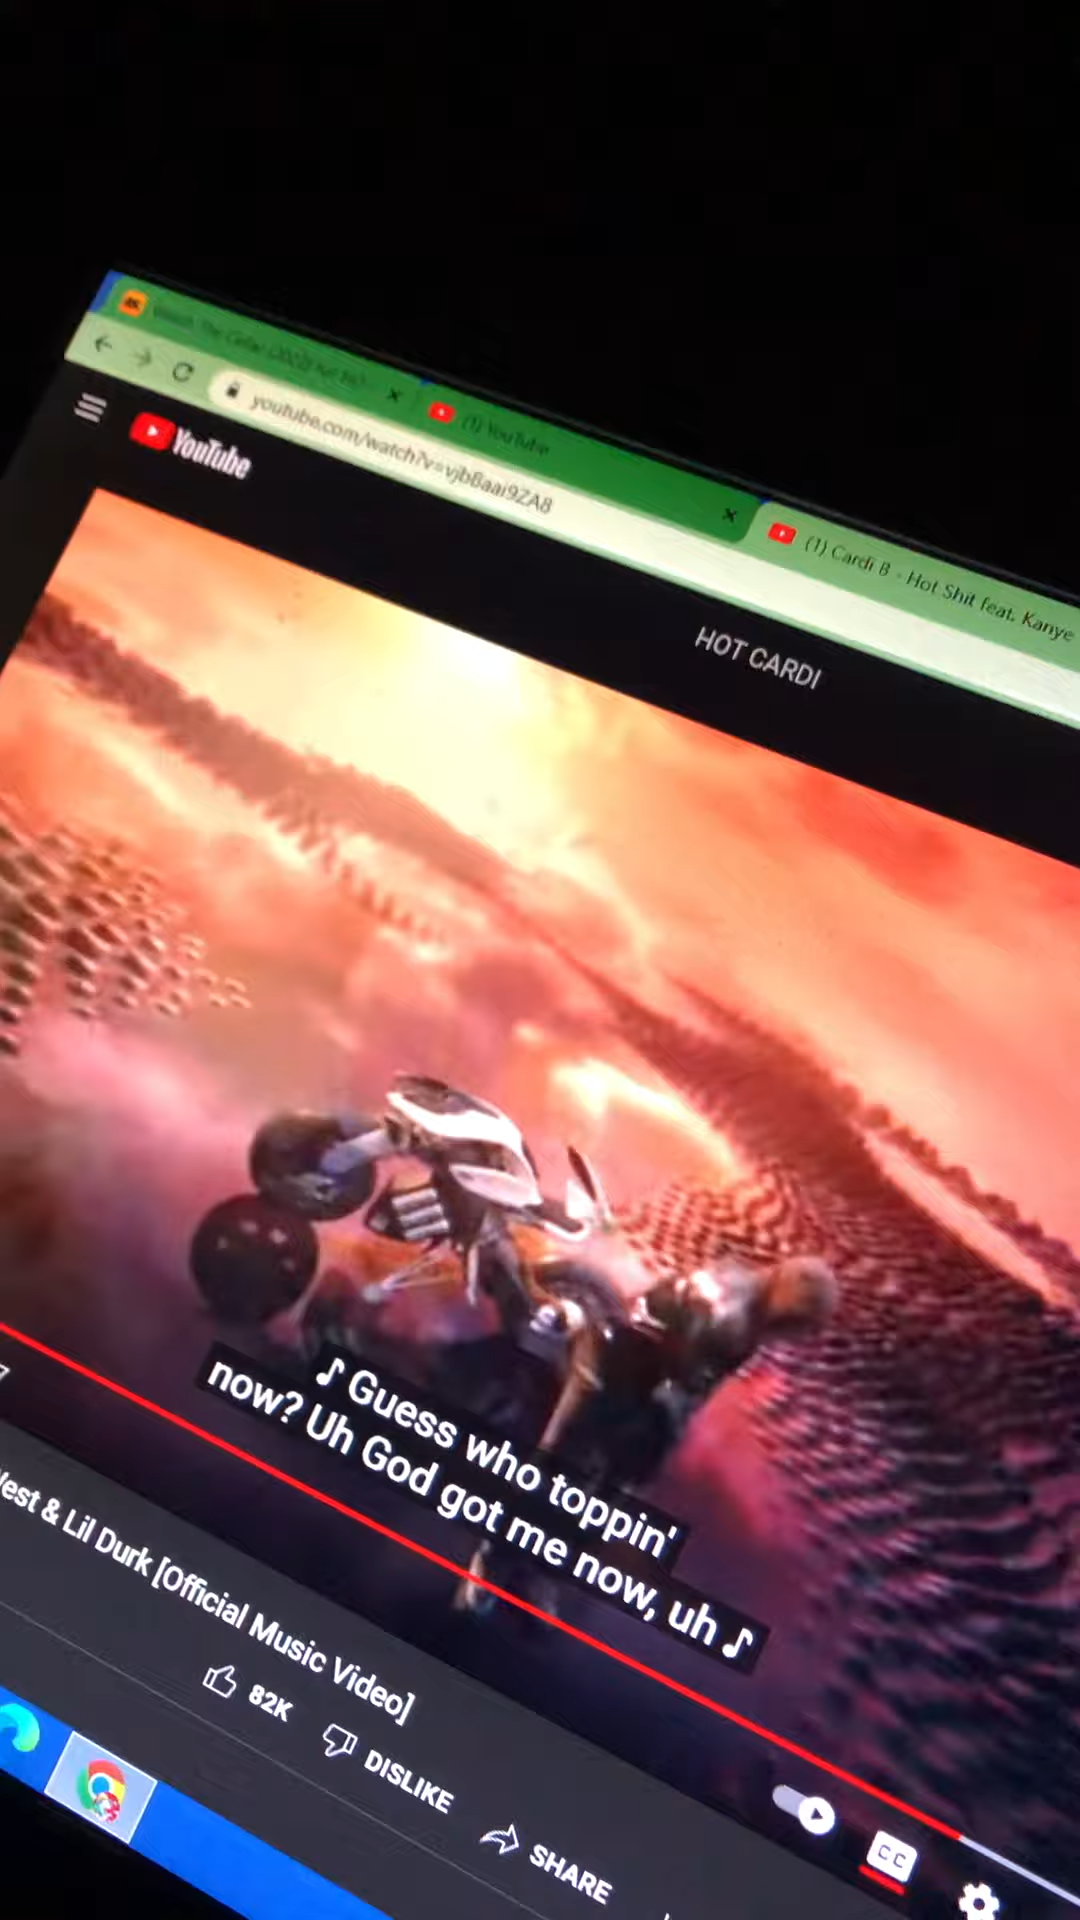 (1) YouTube
youtube.com/watch?v=vjbBaai9ZA8
YouTube
(1) Cardi B - Hot Shit feat. Kanye
HOT CARDI
♪ Guess who toppin'
now? Uh God got me now, uh ♪
est & Lil Durk [Official Music Video]
82K
DISLIKE
SHARE
CC